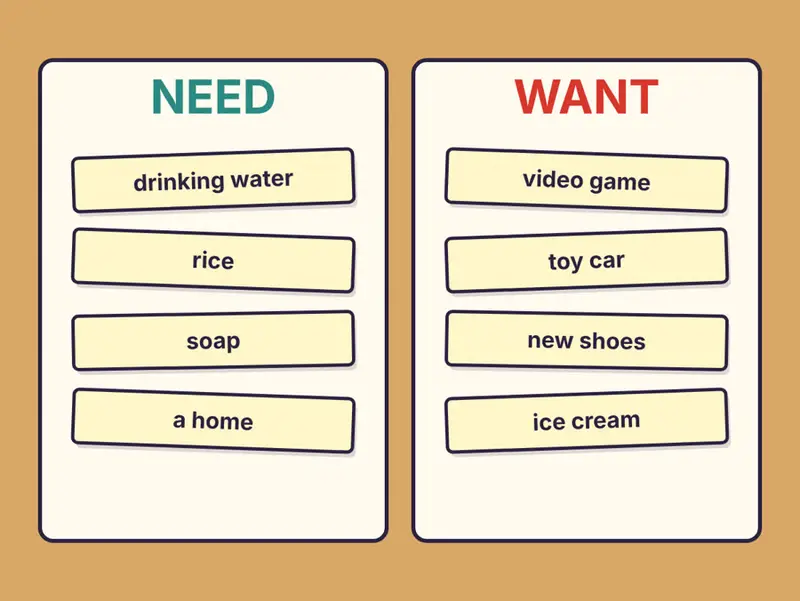 NEED
drinking water
rice
soap
a home
WANT
video game
toy car
new shoes
ice cream